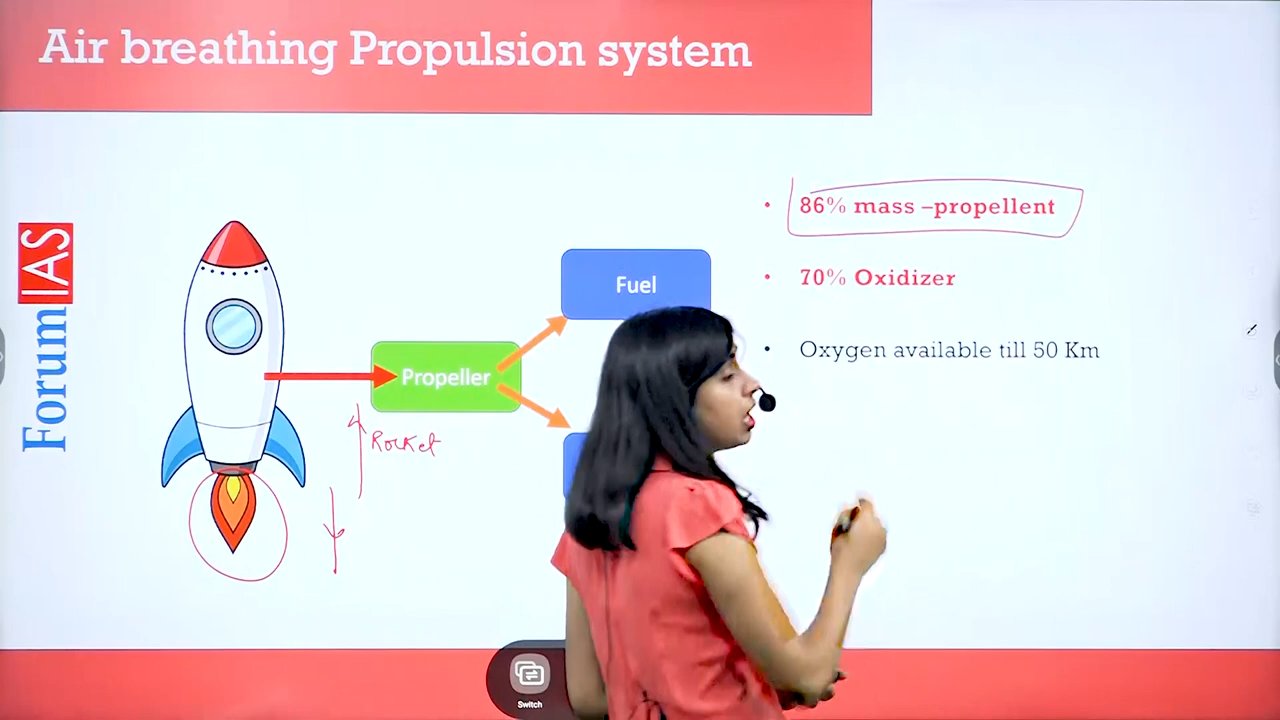 Air breathing Propulsion system
ForumIAS
Propeller
Rocket
Fuel
• 86% mass –propellent
• 70% Oxidizer
• Oxygen available till 50 Km
Switch